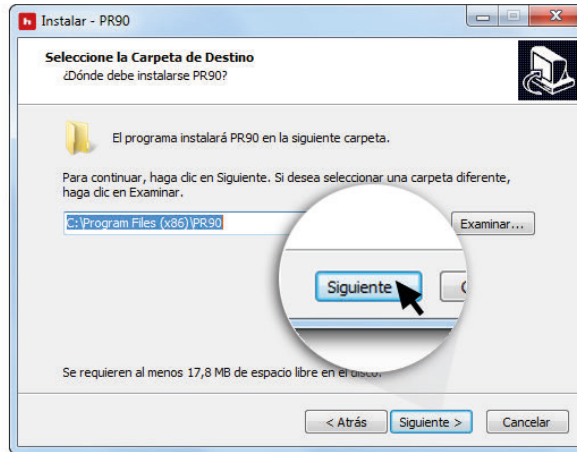 Instalar - PR90
Seleccione la Carpeta de Destino
¿Dónde debe instalarse PR90?
El programa instalará PR90 en la siguiente carpeta.
Para continuar, haga clic en Siguiente. Si desea seleccionar una carpeta diferente,
haga clic en Examinar.
C:\Program Files (x86)\PR90
Examinar...
Siguiente
C
Se requieren al menos 17,8 MB de espacio libre en el disco.
< Atrás
Siguiente >
Cancelar